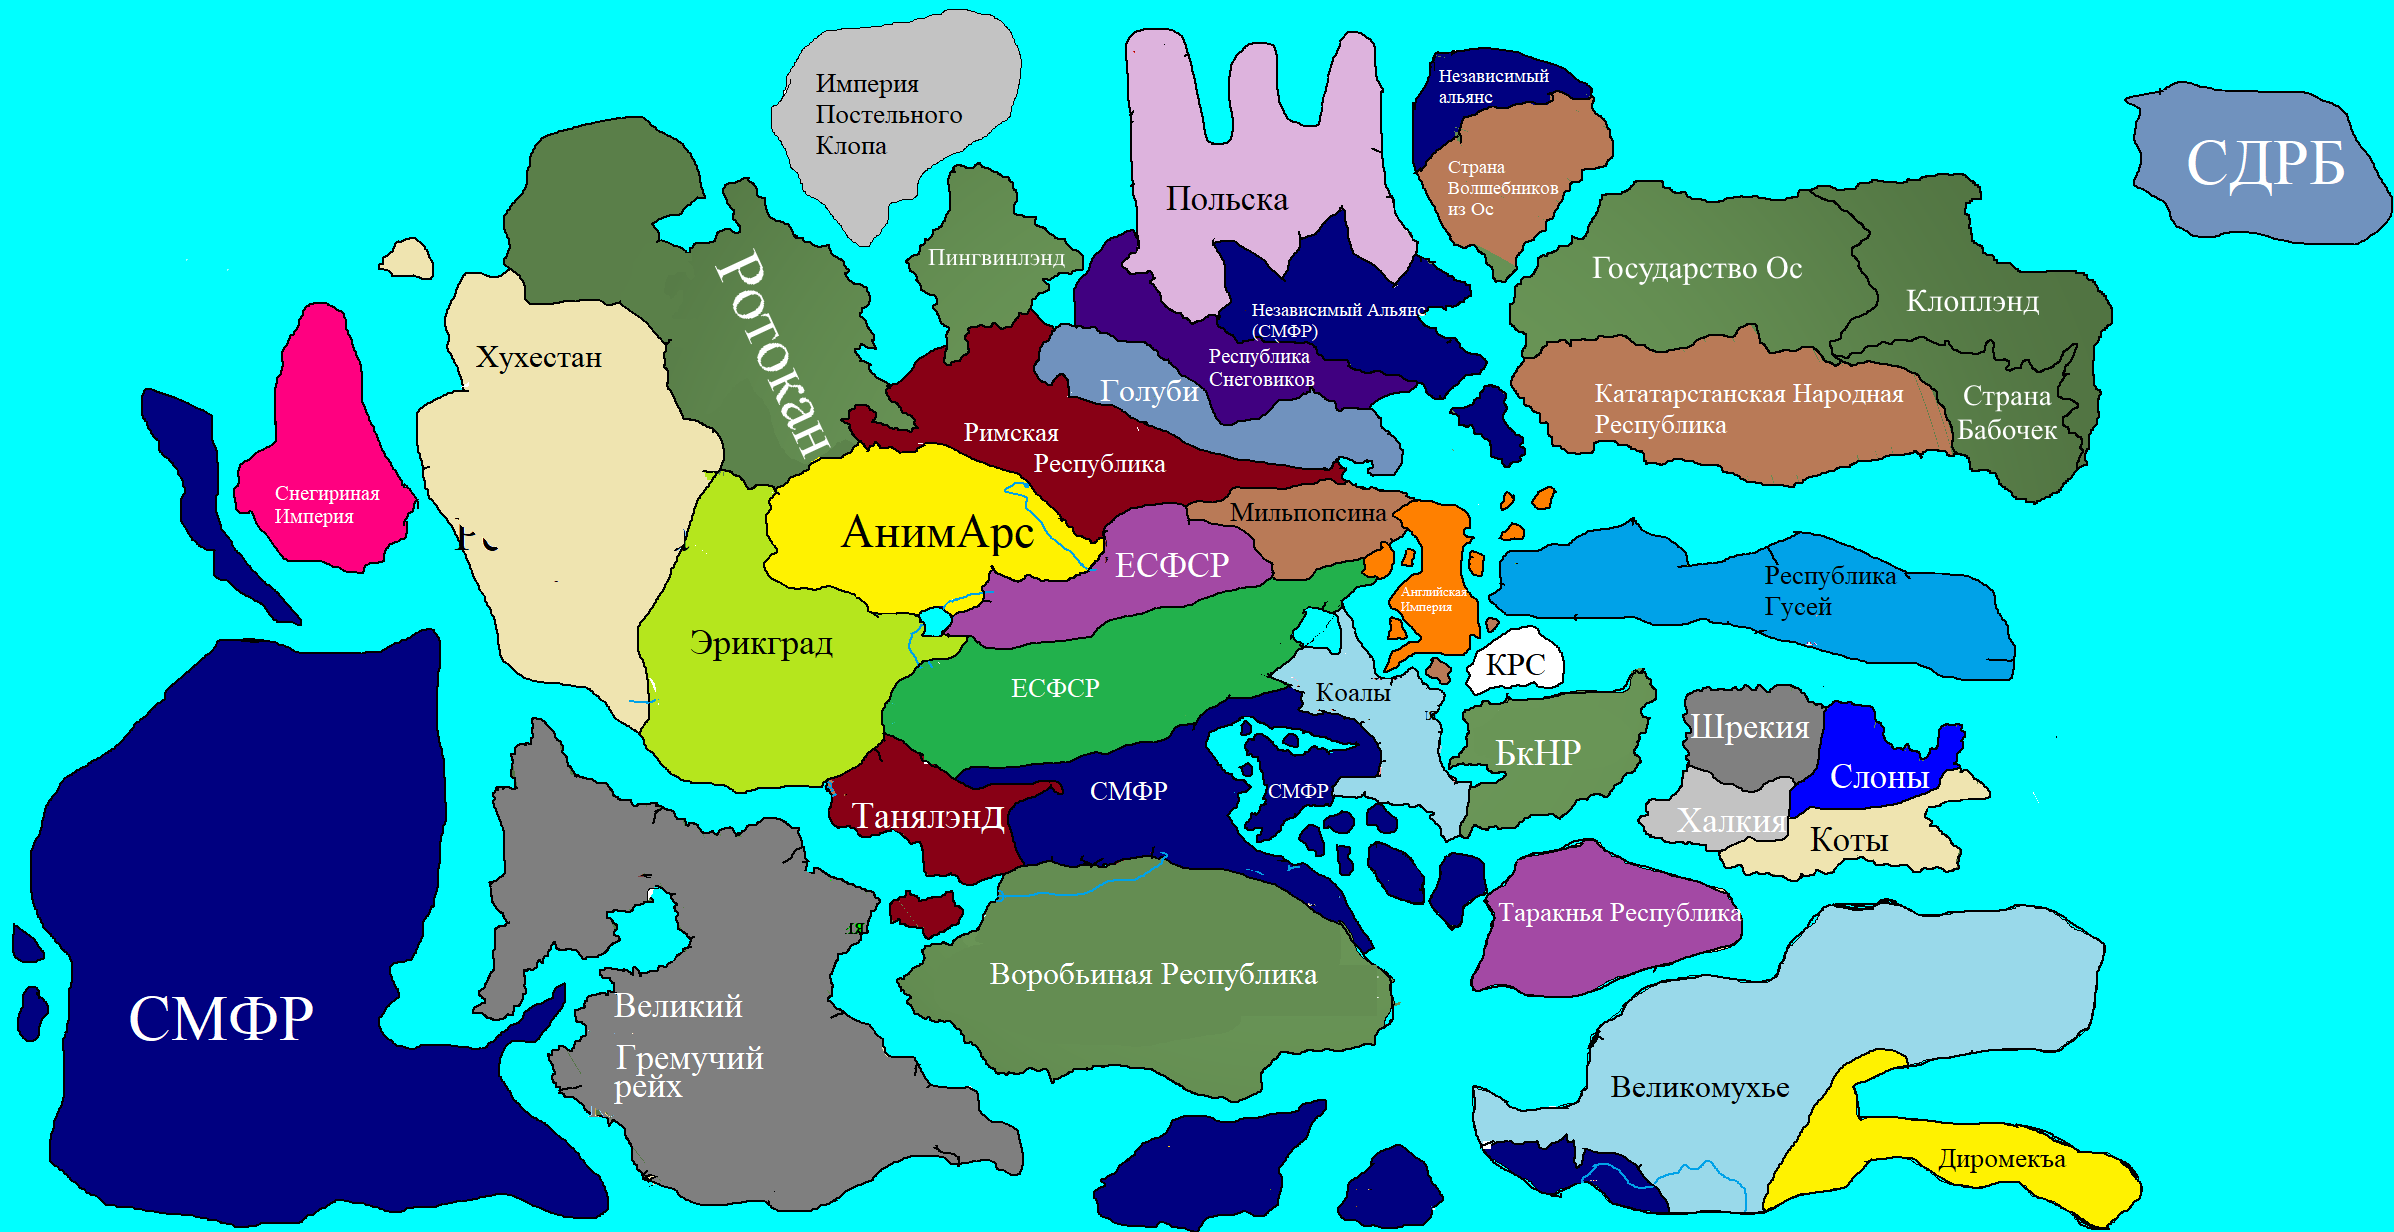 Империя
Постельного
Клопа
Польска
Независимый
альянс
Страна
Волшебников
из Ос
СДРБ
Пингвинлэнд
Ротокан
Государство Ос
Клоплэнд
Независимый Альянс
(СМФР)
Республика
Снеговиков
Хухестан
Голуби
Кататарстанская Народная
Республика
Страна
Бабочек
Римская
Республика
Снегириная
Империя
АнимАрс
Мильпопсина
ЕСФСР
Английская
Империя
Республика
Гусей
Эрикград
ЕСФСР
Коалы
КРС
БкНР
Шрекия
Слоны
Халкия
Коты
Танялэнд
СМФР
СМФР
Таракнья Республика
Воробьиная Республика
СМФР
Великий
Гремучий
рейх
Великомухье
Диромекъа